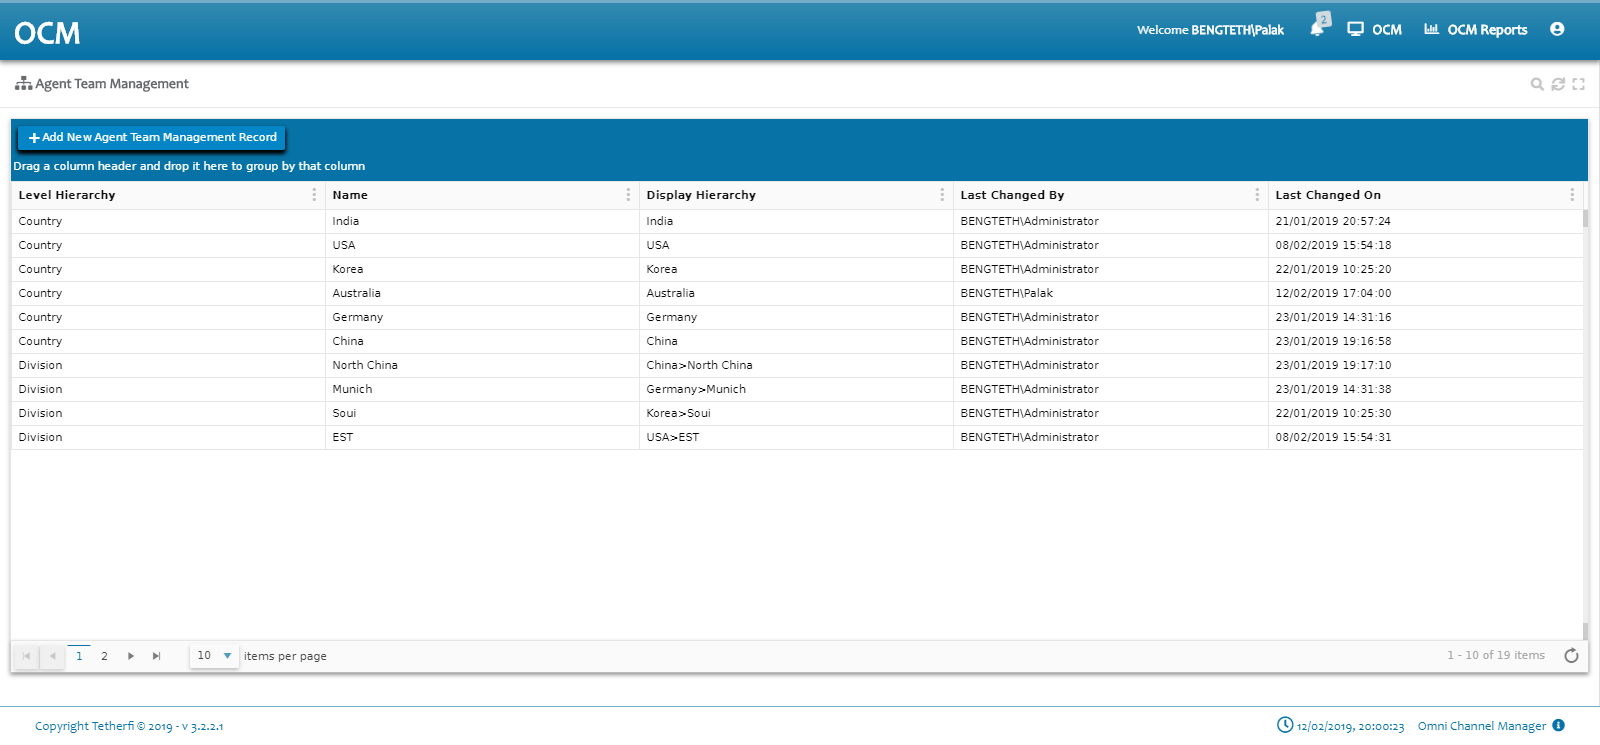 OCM
Welcome BENGTETH\Palak 2 OCM OCM Reports
Agent Team Management
Add New Agent Team Management Record
Drag a column header and drop it here to group by that column
Level Hierarchy Name Display Hierarchy Last Changed By Last Changed On
Country India India BENGTETH\Administrator 21/01/2019 20:57:24
Country USA USA BENGTETH\Administrator 08/02/2019 15:54:18
Country Korea Korea BENGTETH\Administrator 22/01/2019 10:25:20
Country Australia Australia BENGTETH\Palak 12/02/2019 17:04:00
Country Germany Germany BENGTETH\Administrator 23/01/2019 14:31:16
Country China China BENGTETH\Administrator 23/01/2019 19:16:58
Division North China China>North China BENGTETH\Administrator 23/01/2019 19:17:10
Division Munich Germany>Munich BENGTETH\Administrator 23/01/2019 14:31:38
Division Soui Korea>Soui BENGTETH\Administrator 22/01/2019 10:25:30
Division EST USA>EST BENGTETH\Administrator 08/02/2019 15:54:31
1 2 10 items per page 1 - 10 of 19 items
Copyright Tetherfi © 2019 - v 3.2.2.1 12/02/2019, 20:00:23 Omni Channel Manager